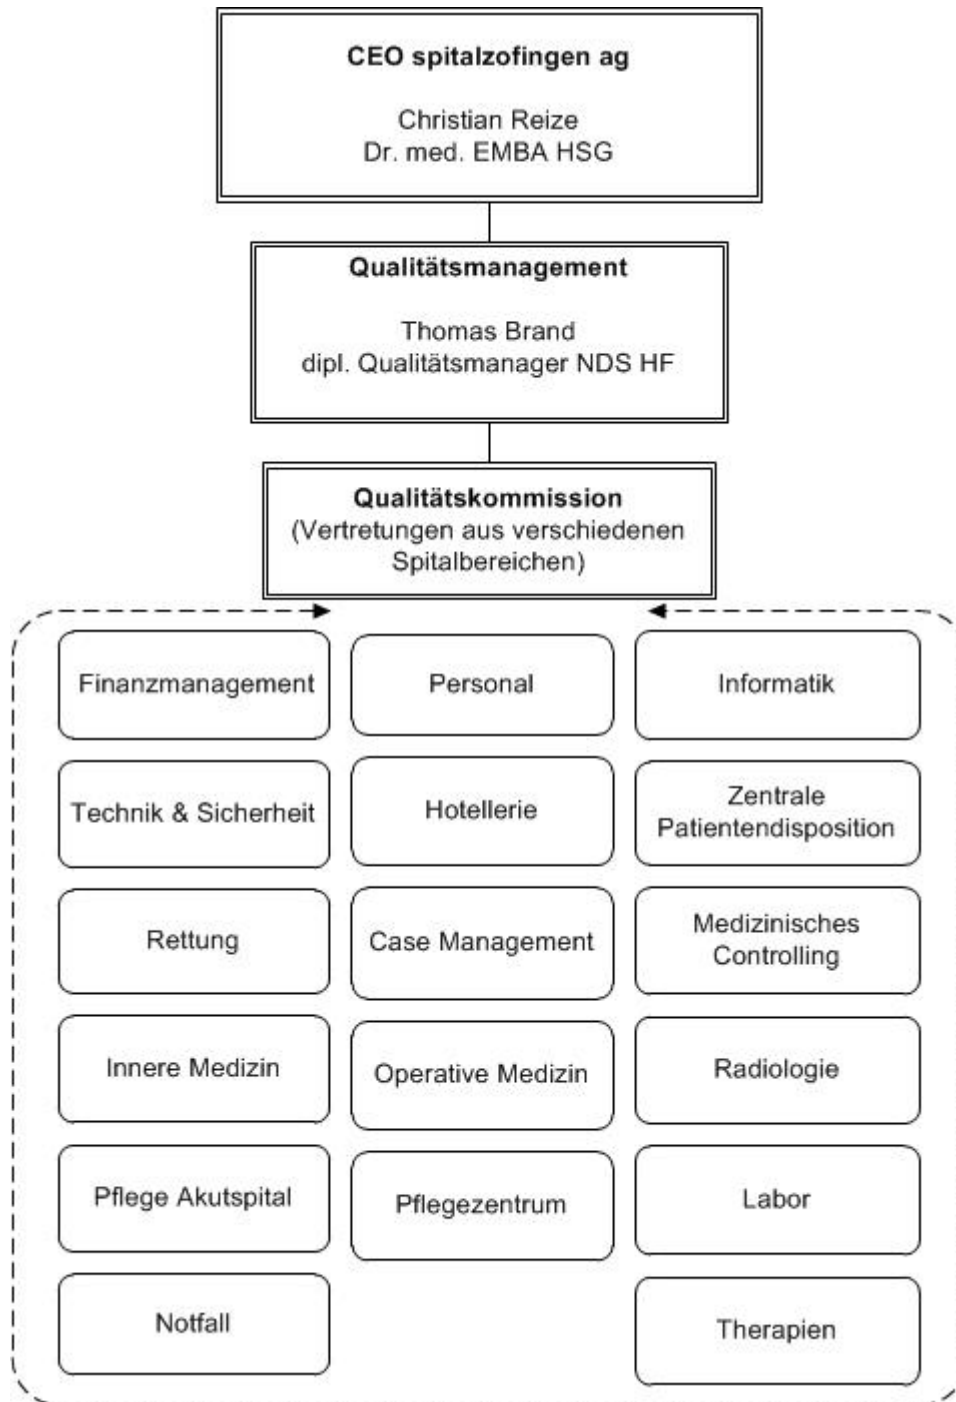 CEO spitalzofingen ag
Christian Reize
Dr. med. EMBA HSG
Qualitätsmanagement
Thomas Brand
dipl. Qualitätsmanager NDS HF
Qualitätskommission
(Vertretungen aus verschiedenen
Spitalbereichen)
Finanzmanagement
Personal
Informatik
Technik & Sicherheit
Hotellerie
Zentrale
Patientendisposition
Rettung
Case Management
Medizinisches
Controlling
Innere Medizin
Operative Medizin
Radiologie
Pflege Akutspital
Pflegezentrum
Labor
Notfall
Therapien